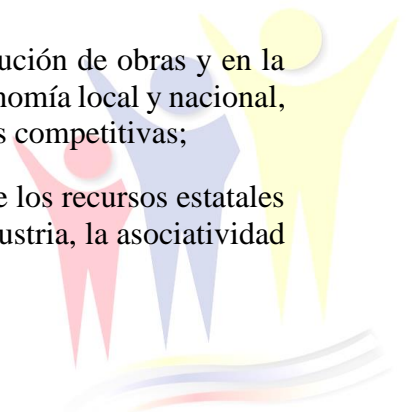 ución de obras y en la
nomía local y nacional,
s competitivas;
e los recursos estatales
ustria, la asociatividad